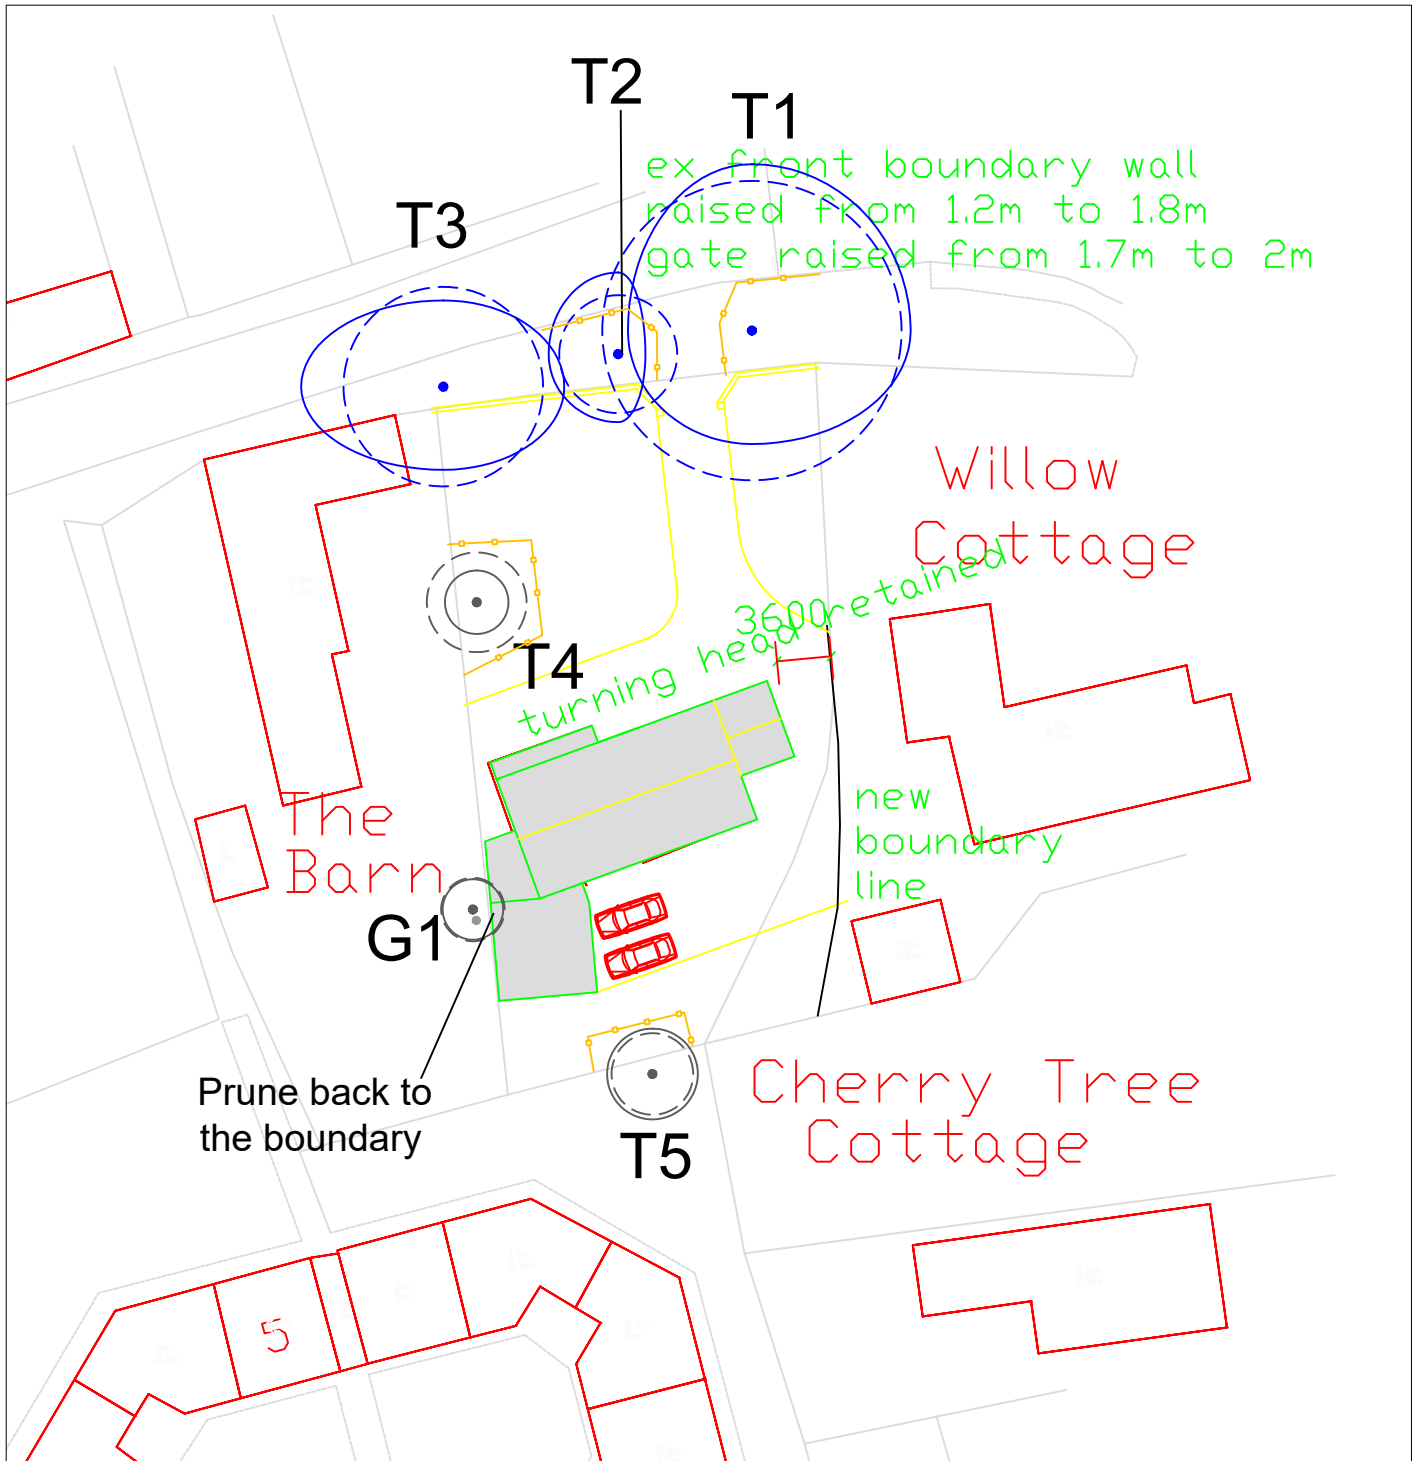 T2
T1
ex front boundary wall
raised from 1.2m to 1.8m
gate raised from 1.7m to 2m
T3
Willow
Cottage
3600
turning head retained
T4
new
boundary
line
The
Barn
G1
Prune back to
the boundary
T5
Cherry Tree
Cottage
5